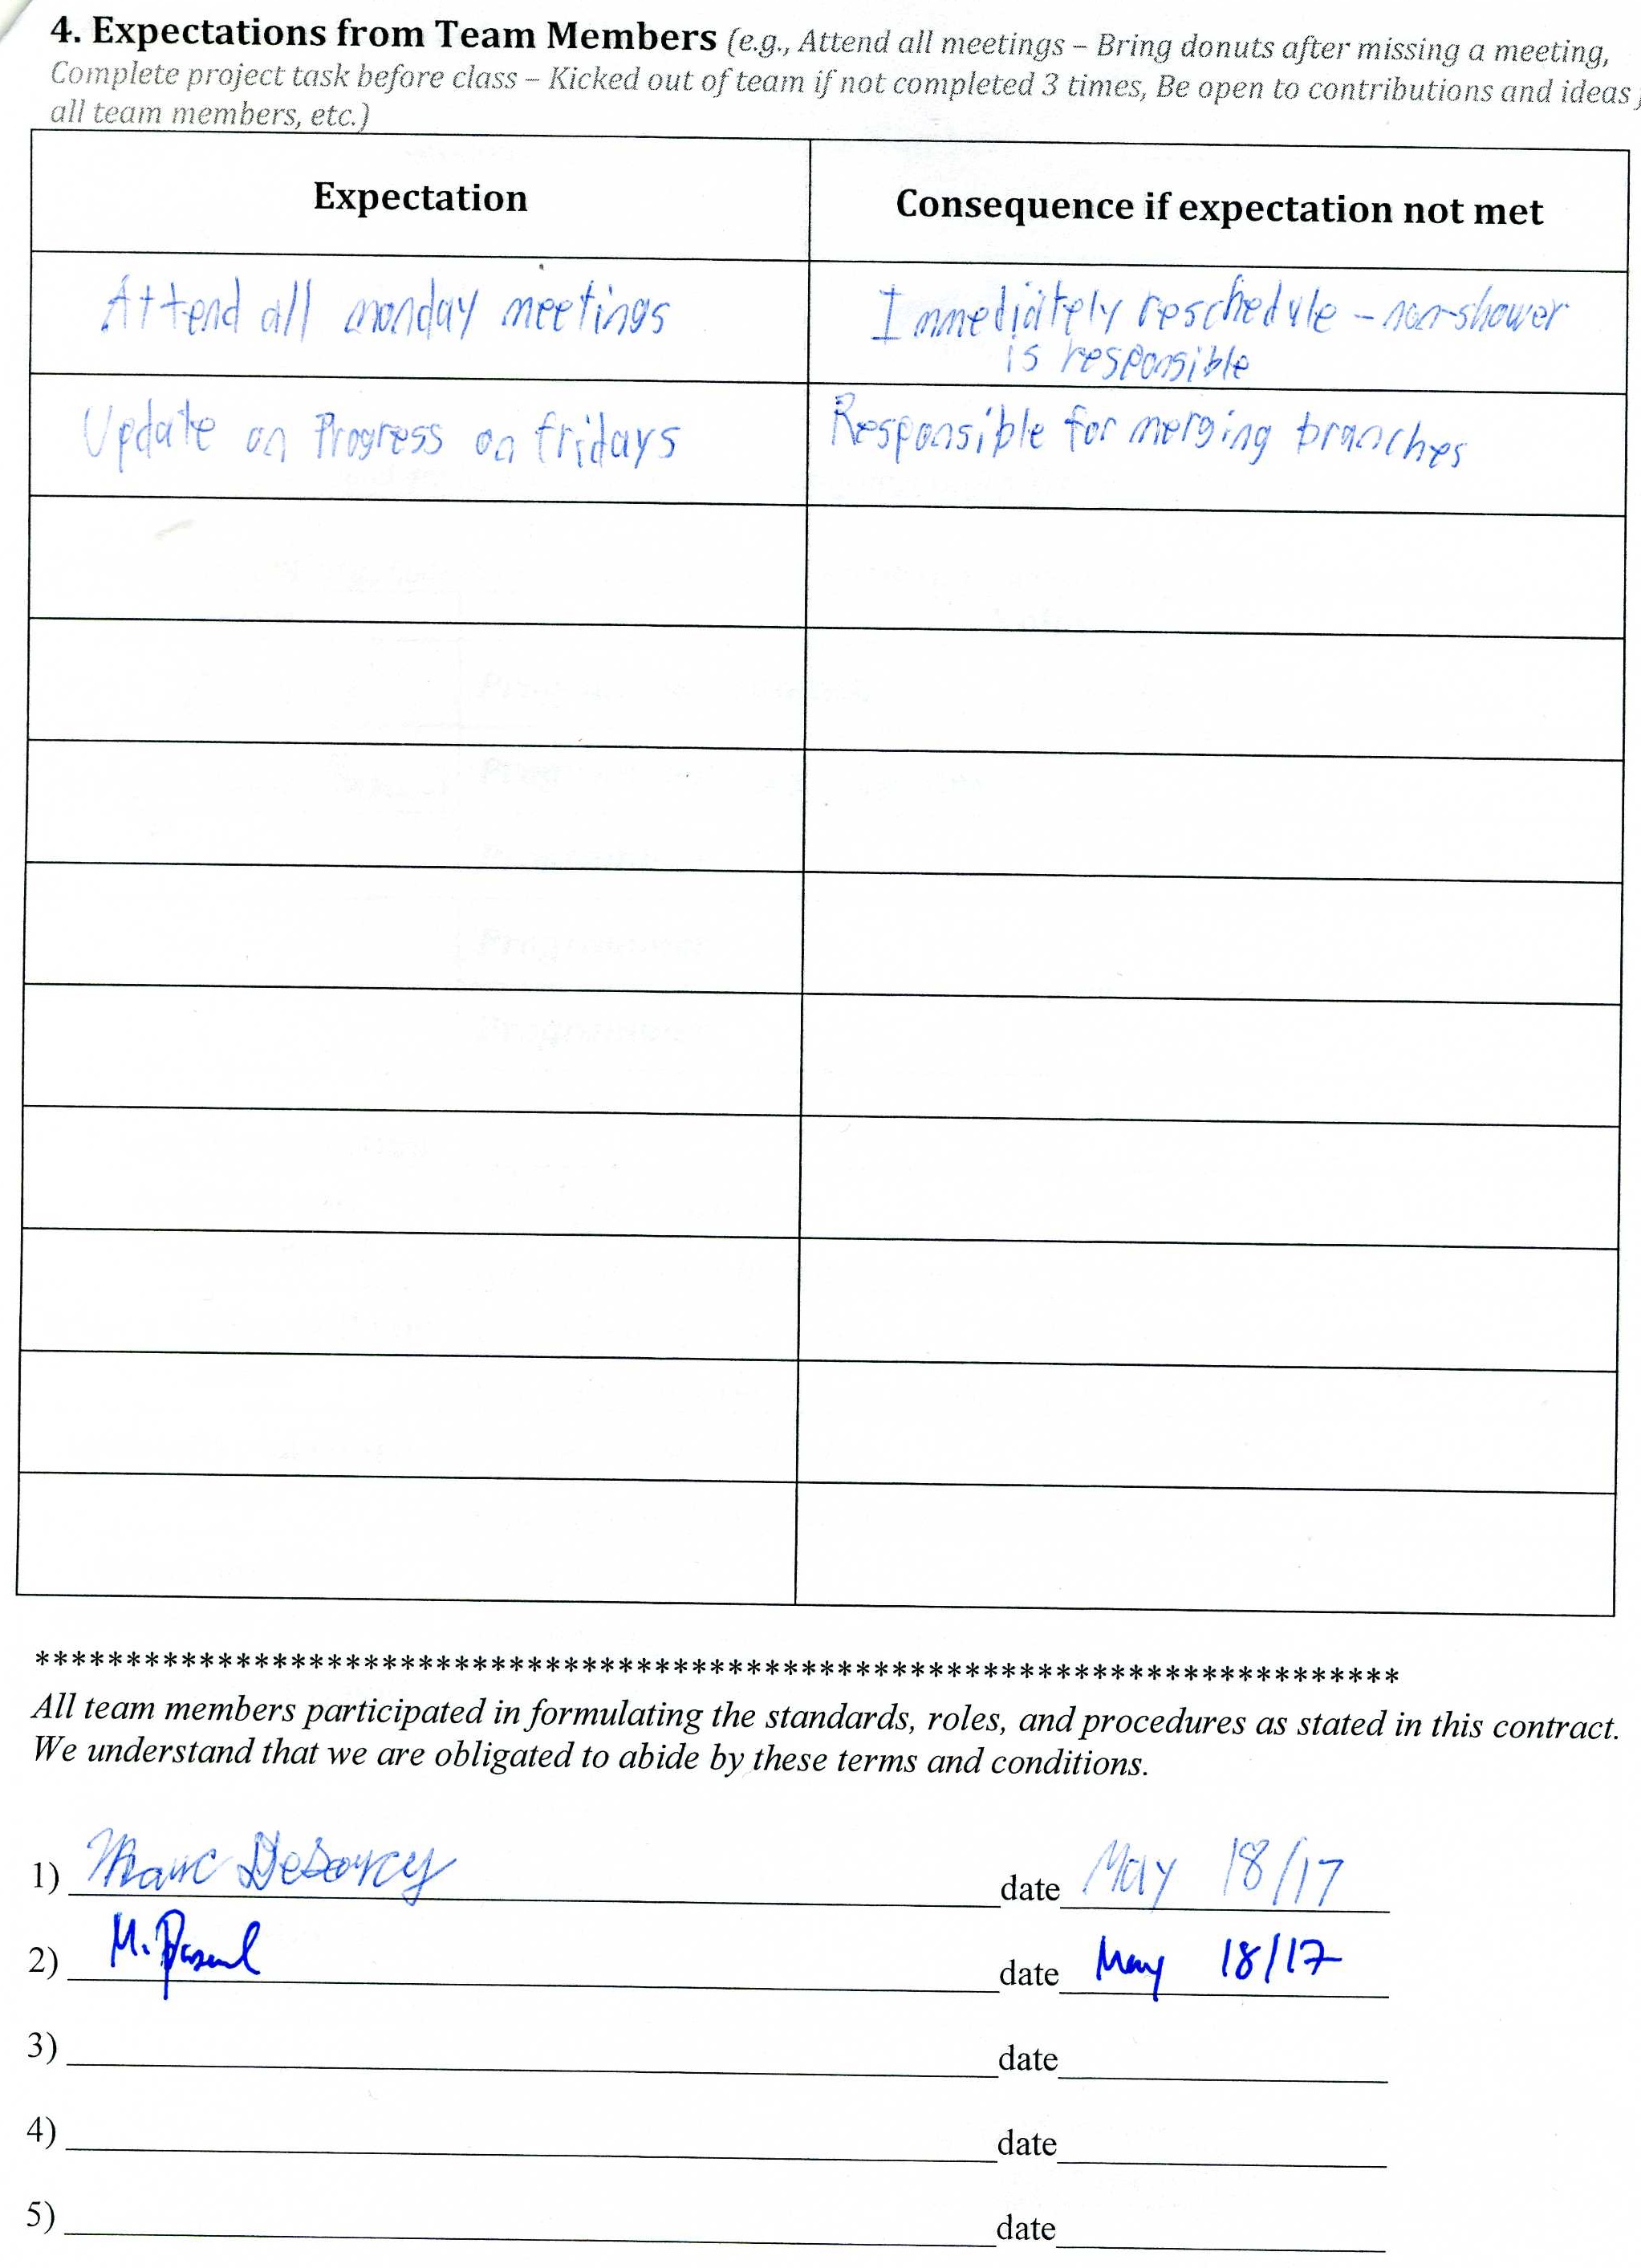 4. Expectations from Team Members (e.g., Attend all meetings – Bring donuts after missing a meeting,
Complete project task before class – Kicked out of team if not completed 3 times, Be open to contributions and ideas
all team members, etc.)
Expectation Consequence if expectation not met
Attend all monday meetings Immediately reschedule - non-shower
is responsible
Update on Progress on fridays Responsible for merging branches
***************************************************************************
All team members participated in formulating the standards, roles, and procedures as stated in this contract.
We understand that we are obligated to abide by these terms and conditions.
1) date May 18/17
2) M. date May 18/17
3) date
4) date
5) date